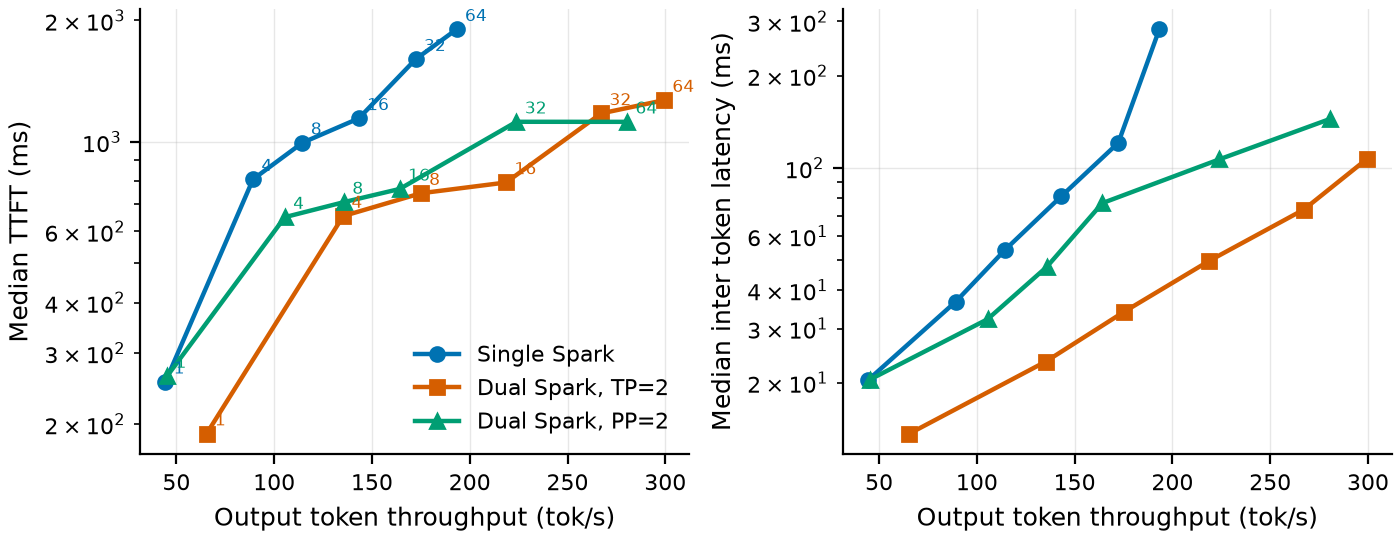 Median TTFT (ms)
2 × 10³
10³
6 × 10²
4 × 10²
3 × 10²
2 × 10²
50
100
150
200
250
300
Output token throughput (tok/s)
1
4
8
16
32
64
1
4
8
16
32
64
1
4
8
16
32
64
Single Spark
Dual Spark, TP=2
Dual Spark, PP=2
Median inter token latency (ms)
3 × 10²
2 × 10²
10²
6 × 10¹
4 × 10¹
3 × 10¹
2 × 10¹
50
100
150
200
250
300
Output token throughput (tok/s)